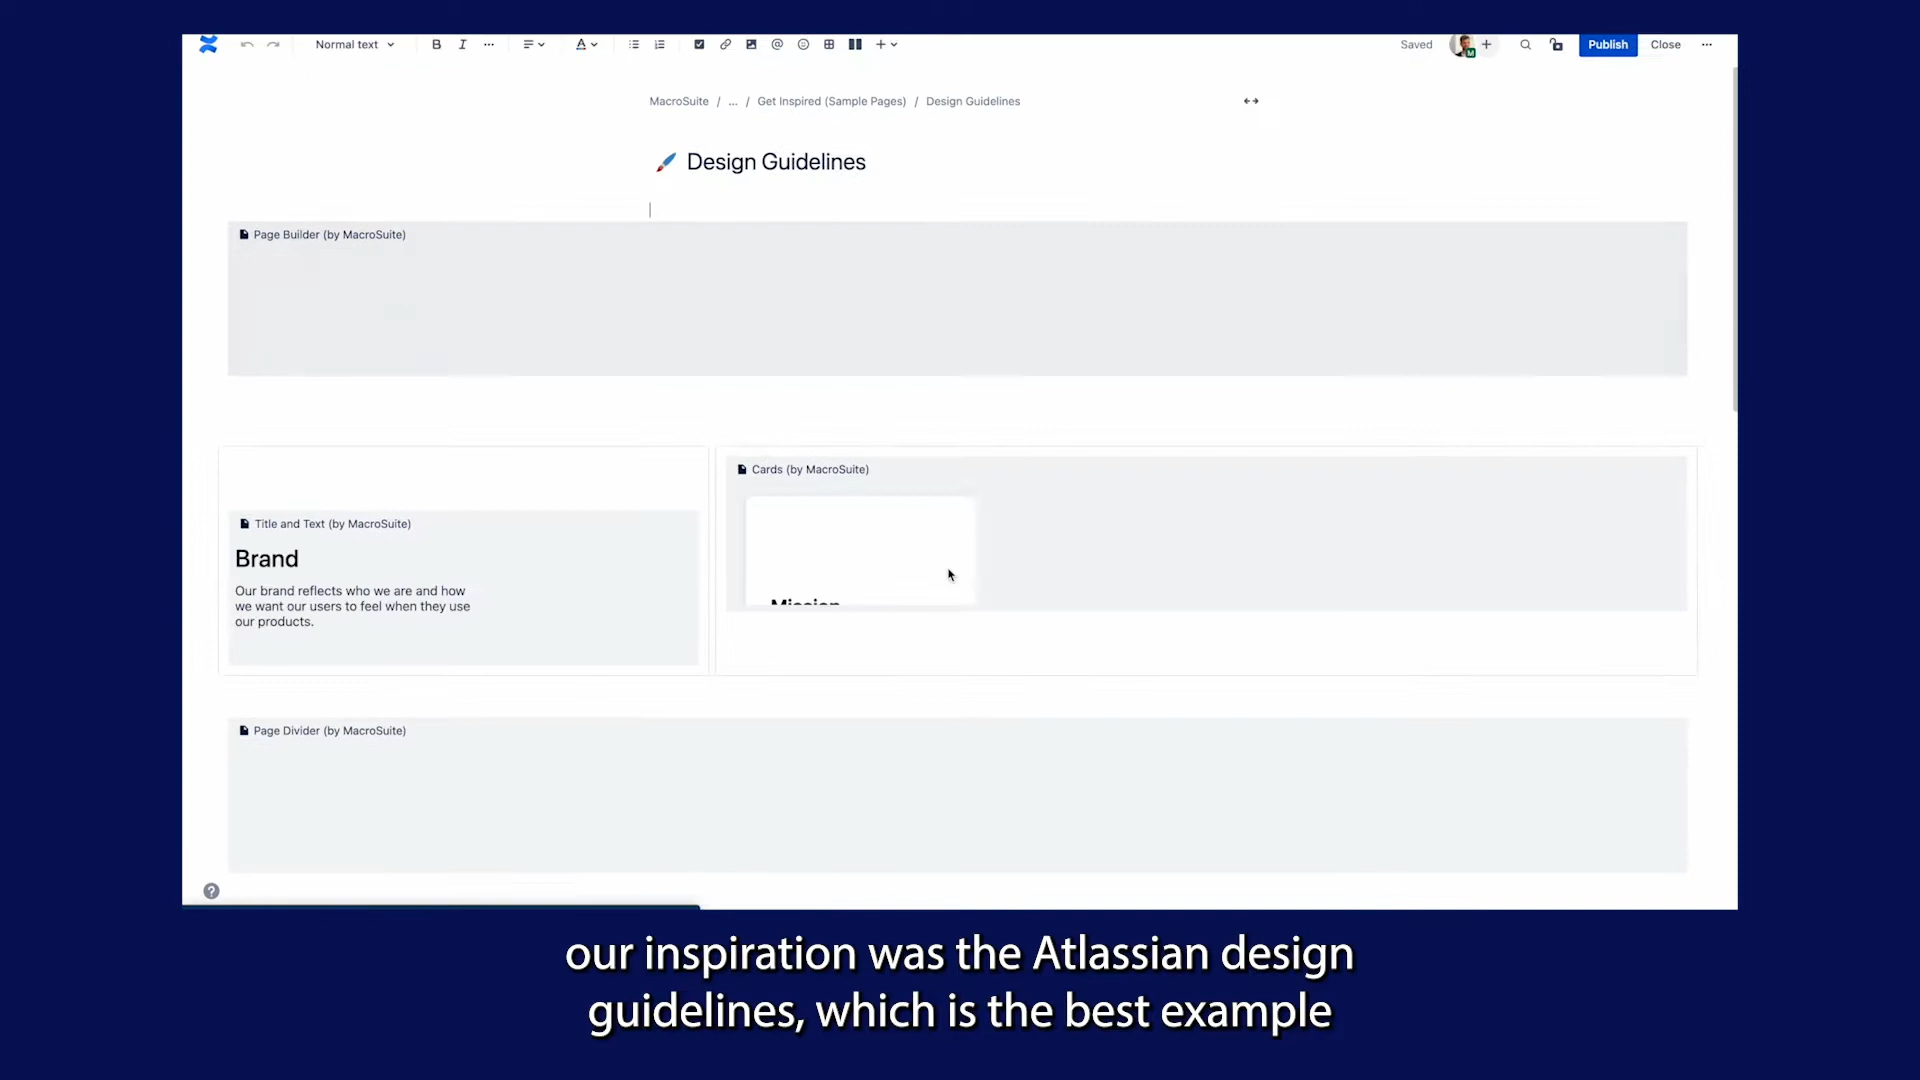 Normal text
B
I
A
Saved
M
Publish
Close
MacroSuite / ... / Get Inspired (Sample Pages) / Design Guidelines
Design Guidelines
Page Builder (by MacroSuite)
Title and Text (by MacroSuite)
Brand
Our brand reflects who we are and how
we want our users to feel when they use
our products.
Cards (by MacroSuite)
Mission
Page Divider (by MacroSuite)
?
our inspiration was the Atlassian design
guidelines, which is the best example